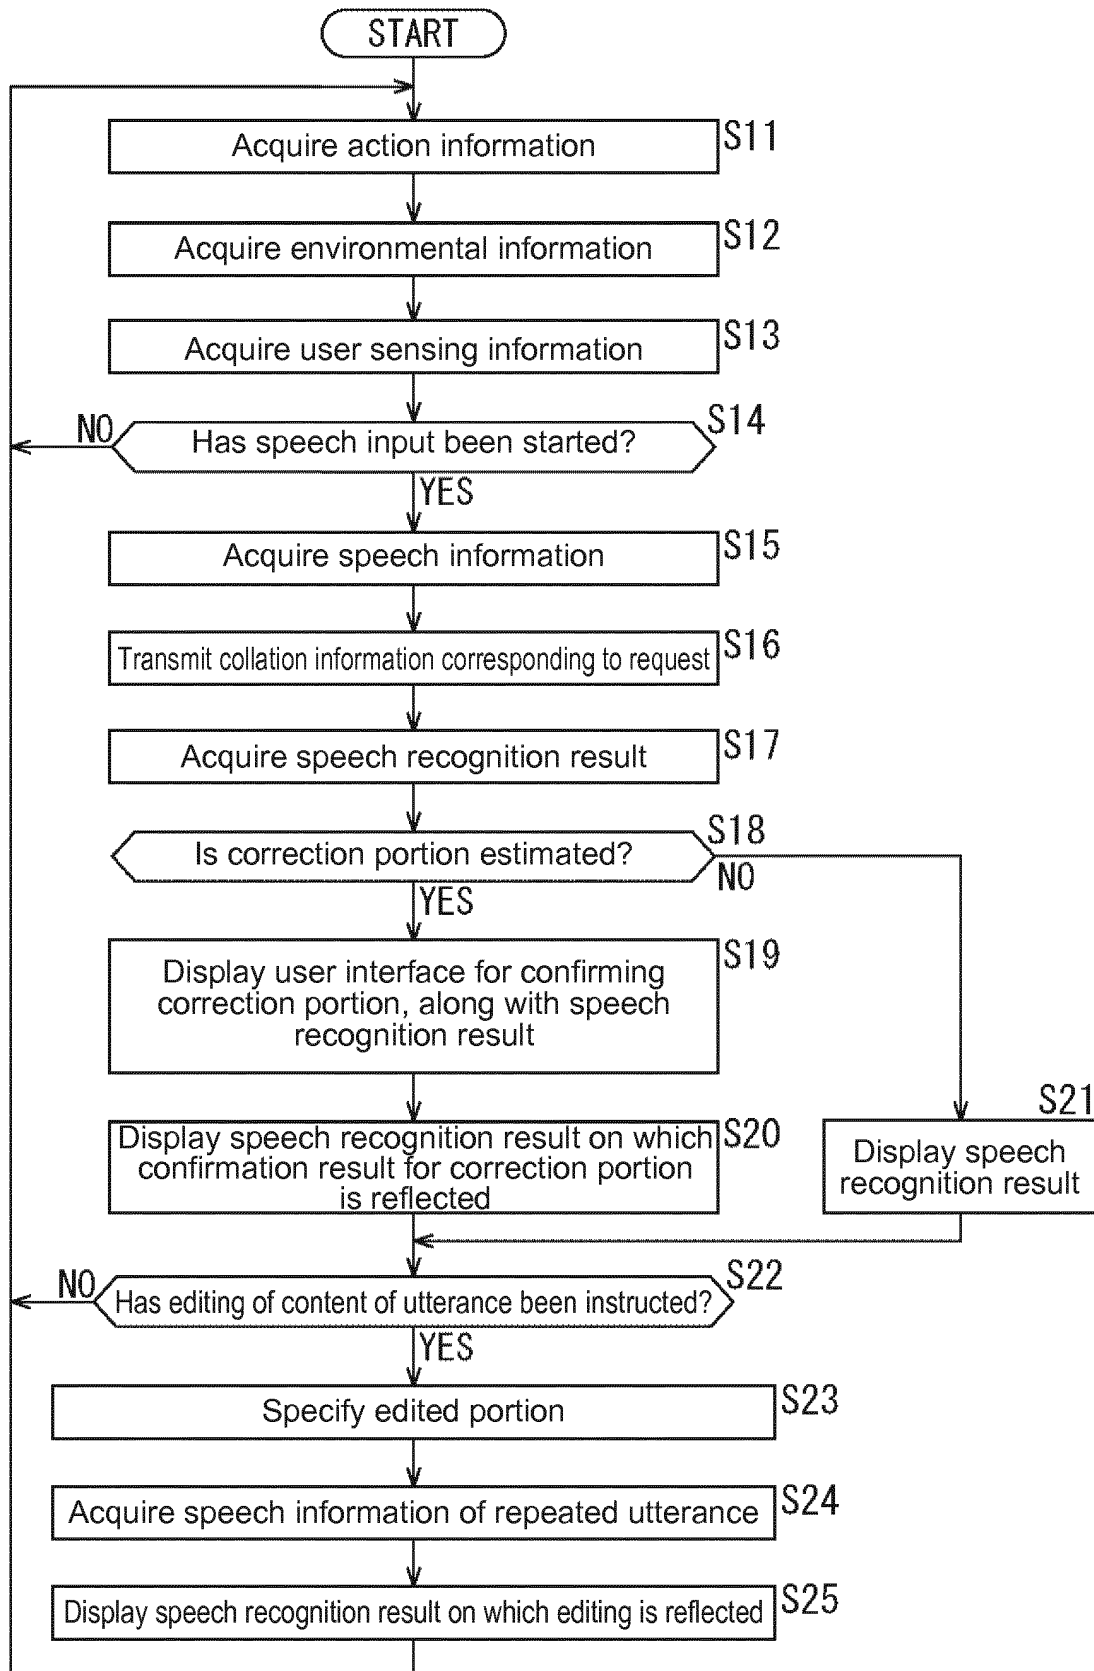 START
Acquire action information
S11
Acquire environmental information
S12
Acquire user sensing information
S13
NO
Has speech input been started?
S14
YES
Acquire speech information
S15
Transmit collation information corresponding to request
S16
Acquire speech recognition result
S17
Is correction portion estimated?
S18
NO
YES
Display user interface for confirming
correction portion, along with speech
recognition result
S19
Display speech recognition result on which
confirmation result for correction portion
is reflected
S20
S21
Display speech
recognition result
NO
Has editing of content of utterance been instructed?
S22
YES
Specify edited portion
S23
Acquire speech information of repeated utterance
S24
Display speech recognition result on which editing is reflected
S25